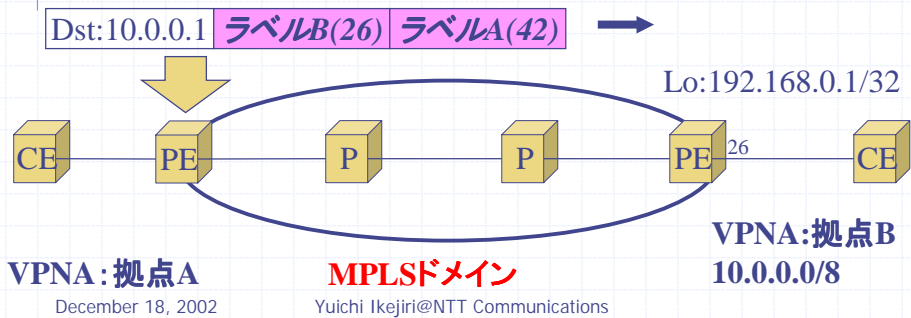 Dst:10.0.0.1 ラベルB(26) ラベルA(42)
Lo:192.168.0.1/32
CE PE P P PE 26 CE
VPNA:拠点B
10.0.0.0/8
VPNA:拠点A MPLSドメイン
December 18, 2002 Yuichi Ikejiri@NTT Communications